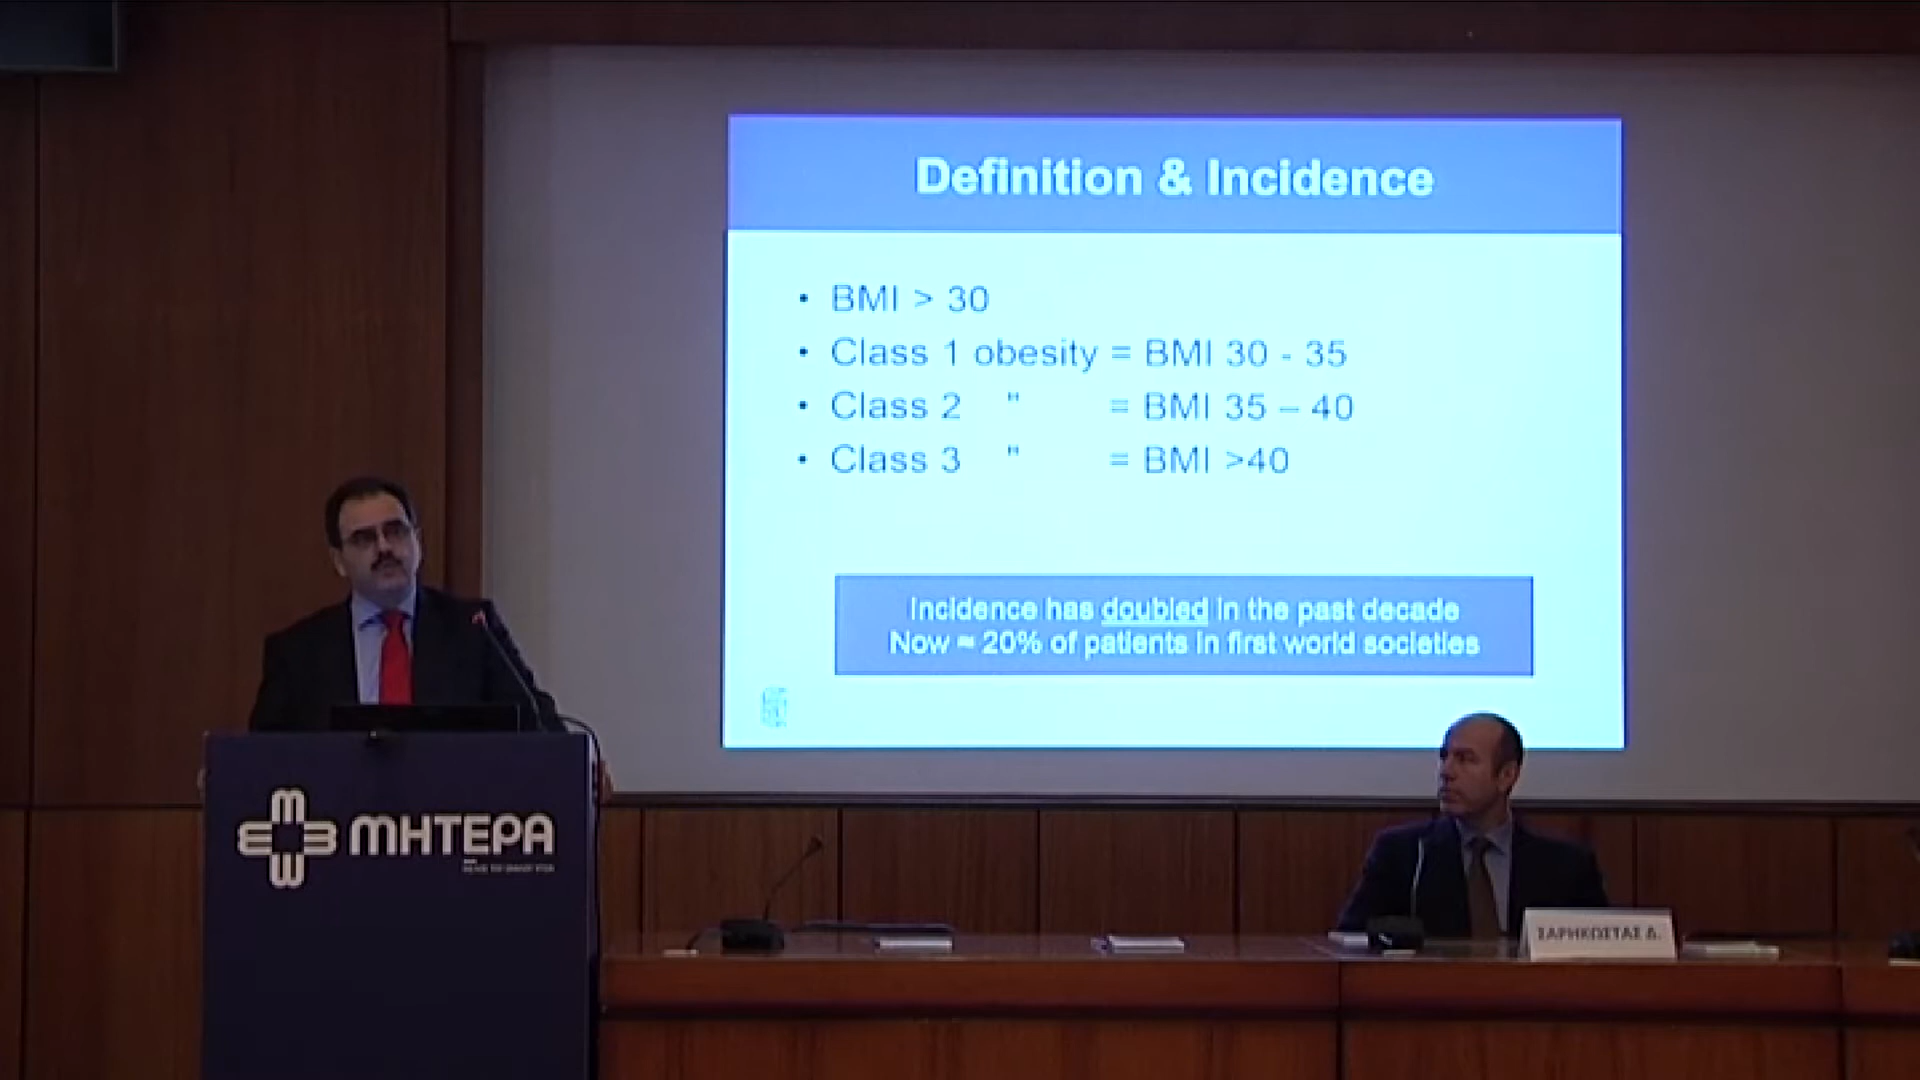 Definition & Incidence
• BMI > 30
• Class 1 obesity = BMI 30 - 35
• Class 2 " = BMI 35 – 40
• Class 3 " = BMI >40
Incidence has doubled in the past decade
Now ≈ 20% of patients in first world societies
ΜΗΤΕΡΑ
ΣΑΡΗΚΩΣΤΑΣ Δ.